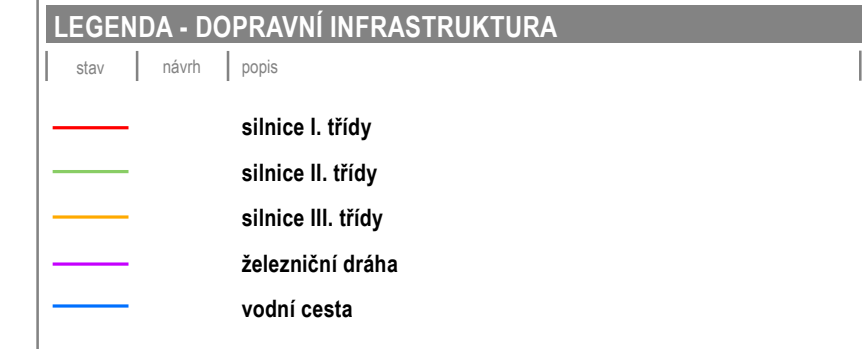 LEGENDA - DOPRAVNÍ INFRASTRUKTURA
stav návrh popis
silnice I. třídy
silnice II. třídy
silnice III. třídy
železniční dráha
vodní cesta